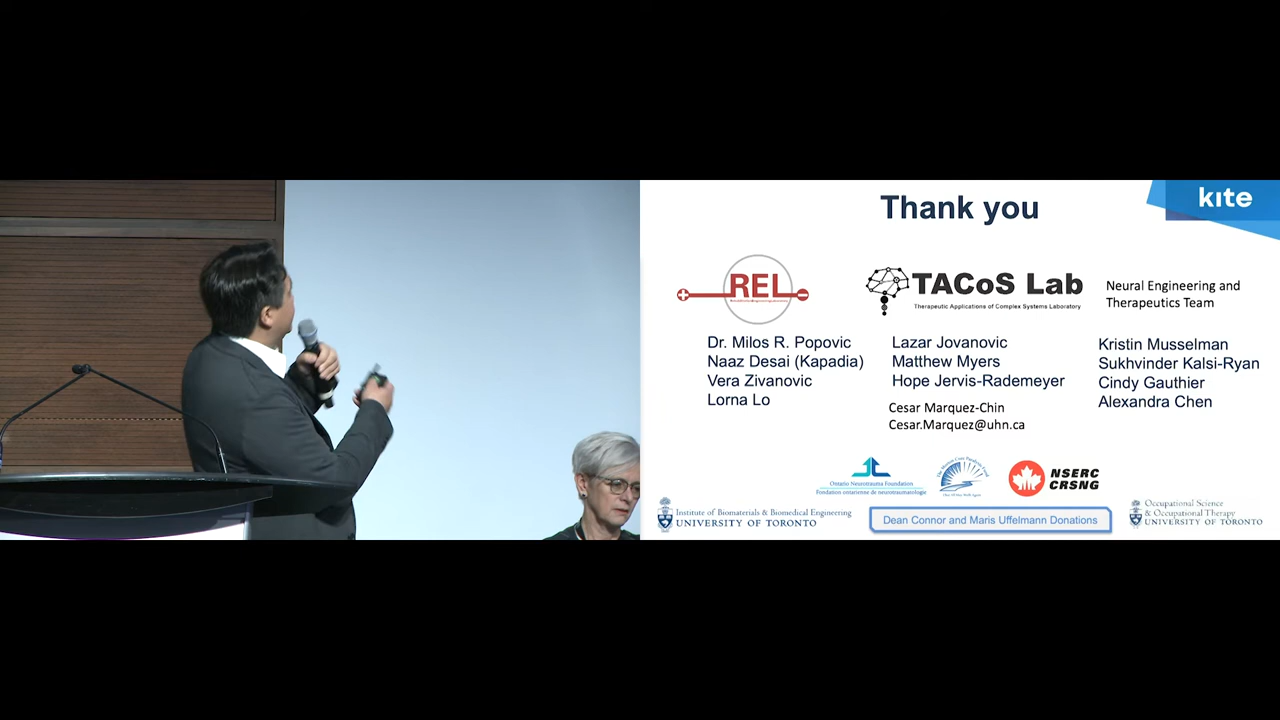 Thank you
kıte
REL
TACoS Lab
Therapeutic Applications of Complex Systems Laboratory
Neural Engineering and
Therapeutics Team
Dr. Milos R. Popovic
Naaz Desai (Kapadia)
Vera Zivanovic
Lorna Lo
Lazar Jovanovic
Matthew Myers
Hope Jervis-Rademeyer
Cesar Marquez-Chin
Cesar.Marquez@uhn.ca
Kristin Musselman
Sukhvinder Kalsi-Ryan
Cindy Gauthier
Alexandra Chen
Ontario Neurotrauma Foundation
Fondation ontarienne de neurotraumatologie
NSERC
CRSNG
Institute of Biomaterials & Biomedical Engineering
UNIVERSITY OF TORONTO
Dean Connor and Maris Uffelmann Donations
Occupational Science
& Occupational Therapy
UNIVERSITY OF TORONTO